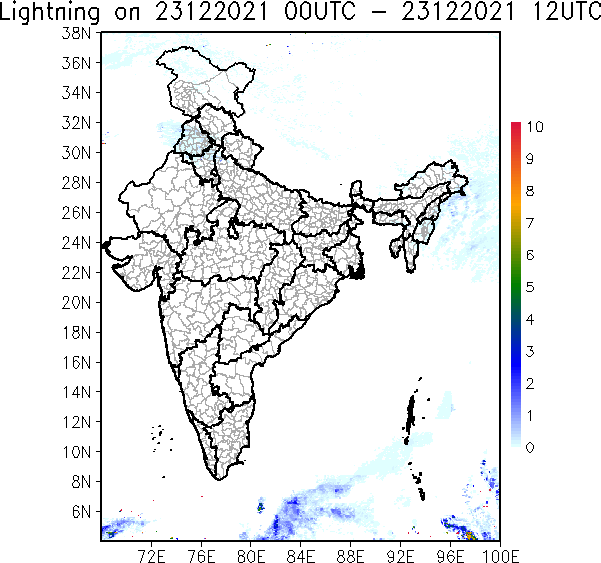 Lightning on 23122021 00UTC – 23122021 12UTC
38N
36N
34N
32N
30N
28N
26N
24N
22N
20N
18N
16N
14N
12N
10N
8N
6N
72E 76E 80E 84E 88E 92E 96E 100E
10
9
8
7
6
5
4
3
2
1
0